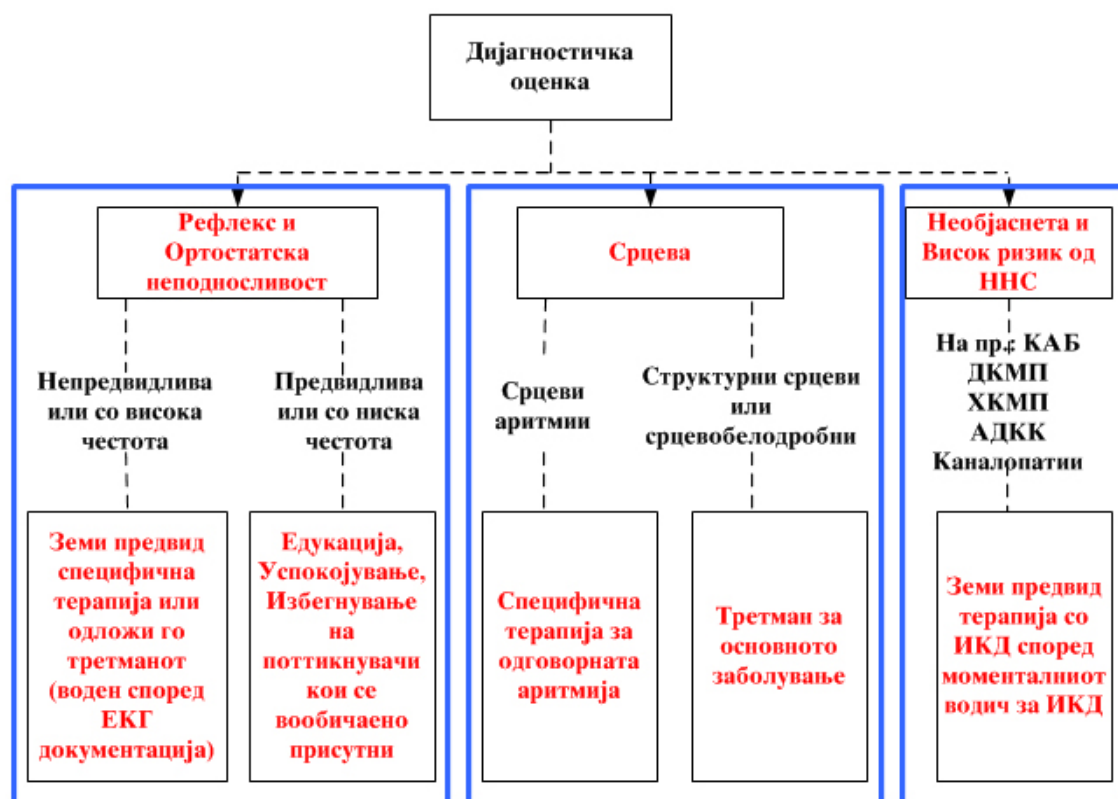 Дијагностичка
оценка
Рефлекс и
Ортостатска
неподносливост
Срцева
Необјаснета и
Висок ризик од
ННС
Непредвидлива
или со висока
честота
Предвидлива
или со ниска
честота
Срцеви
аритмии
Структурни срцеви
или
срцевобелодробни
На пр.: КАБ
ДКМП
ХКМП
АДКК
Каналопатии
Земи предвид
специфична
терапија или
одложи го
третманот
(воден според
ЕКГ
документација)
Едукација,
Успокојување,
Избегнување
на
поттикнувачи
кои се
вообичаено
присутни
Специфична
терапија за
одговорната
аритмија
Третман за
основното
заболување
Земи предвид
терапија со
ИКД според
моменталниот
водич за ИКД